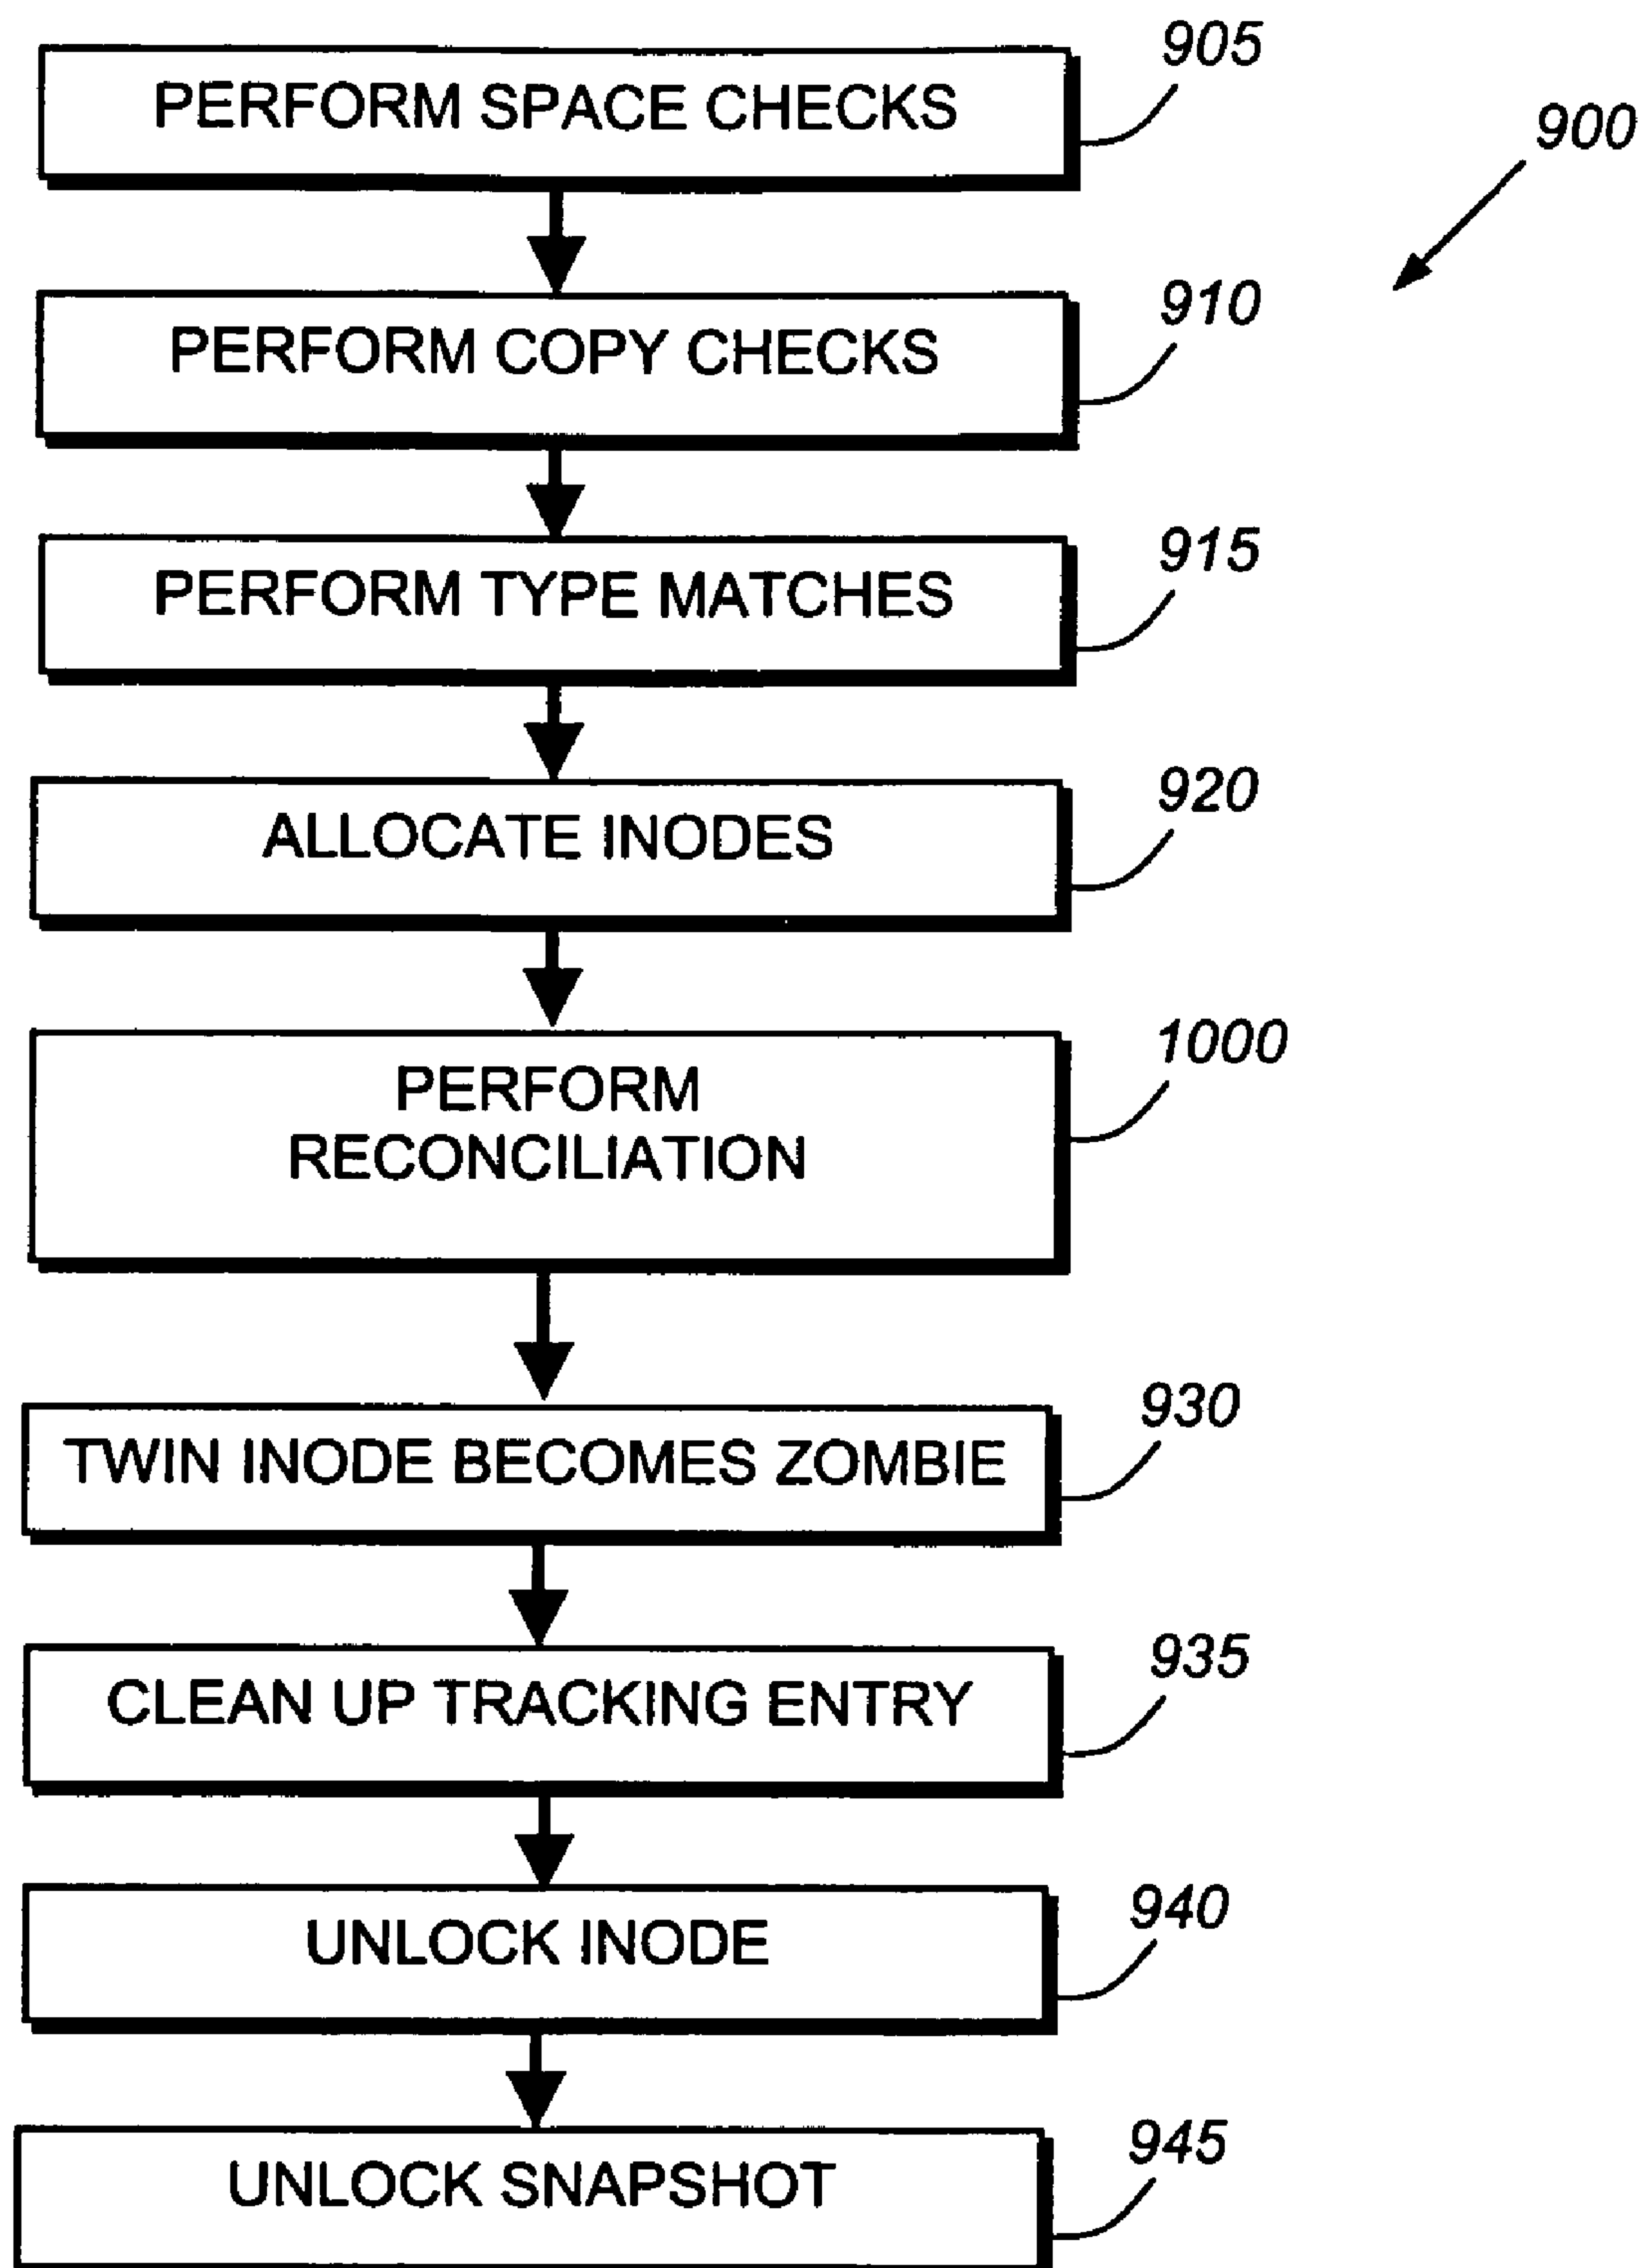 905
PERFORM SPACE CHECKS
900
910
PERFORM COPY CHECKS
915
PERFORM TYPE MATCHES
920
ALLOCATE INODES
1000
PERFORM
RECONCILIATION
930
TWIN INODE BECOMES ZOMBIE
935
CLEAN UP TRACKING ENTRY
940
UNLOCK INODE
945
UNLOCK SNAPSHOT